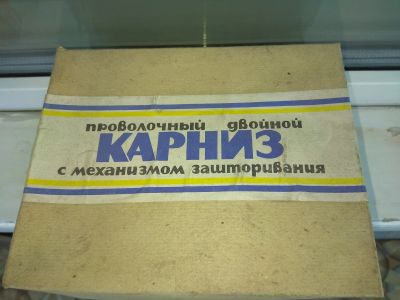 проволочный двойной
КАРНИЗ
с механизмом зашторивания